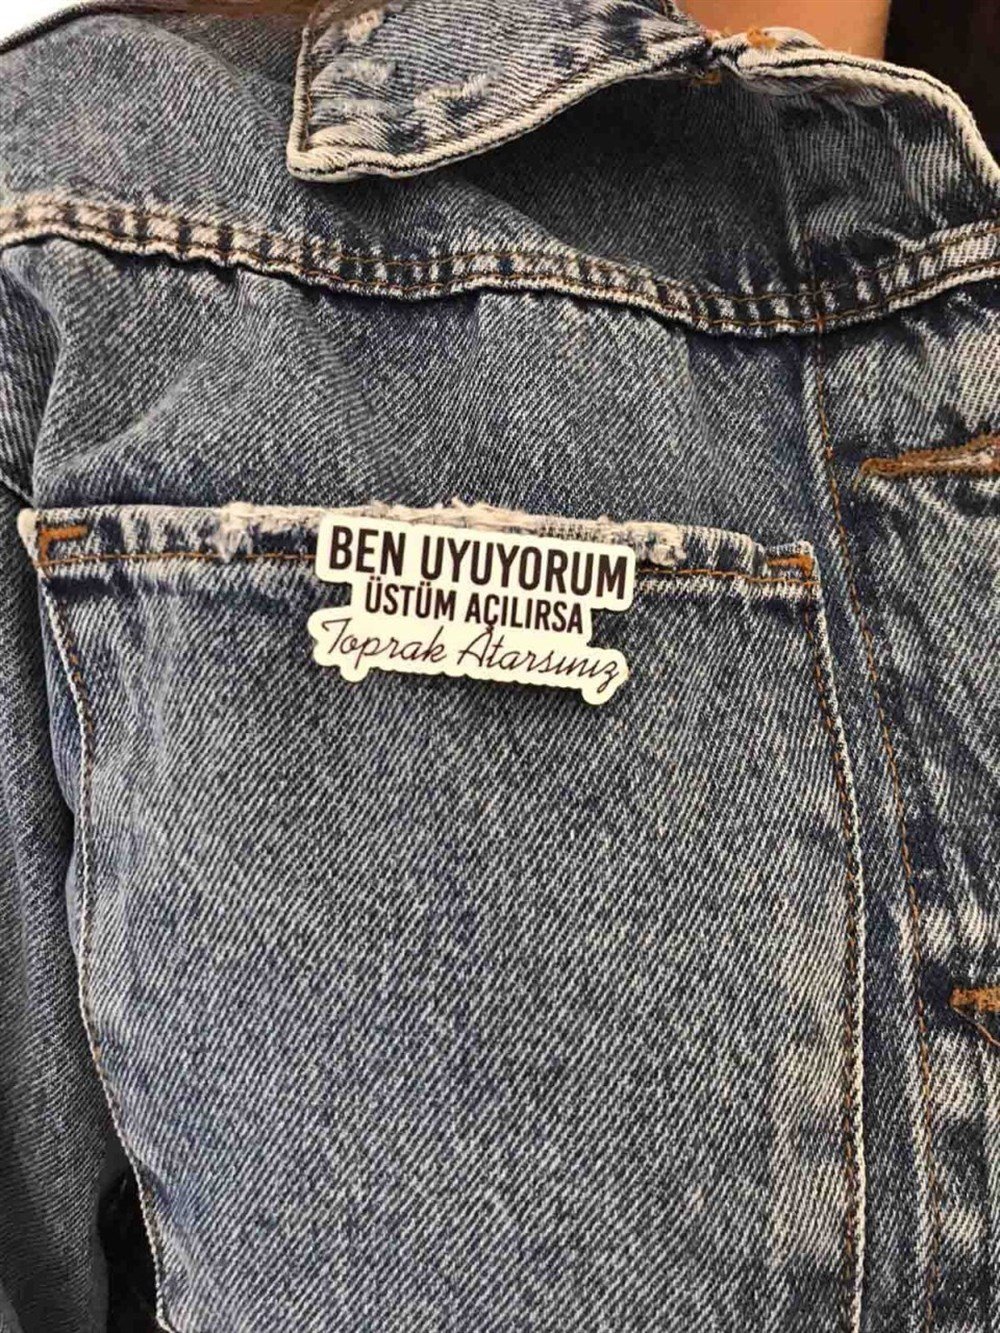 BEN UYUYORUM
ÜSTÜM AÇILIRSA
Toprak Atarsınız